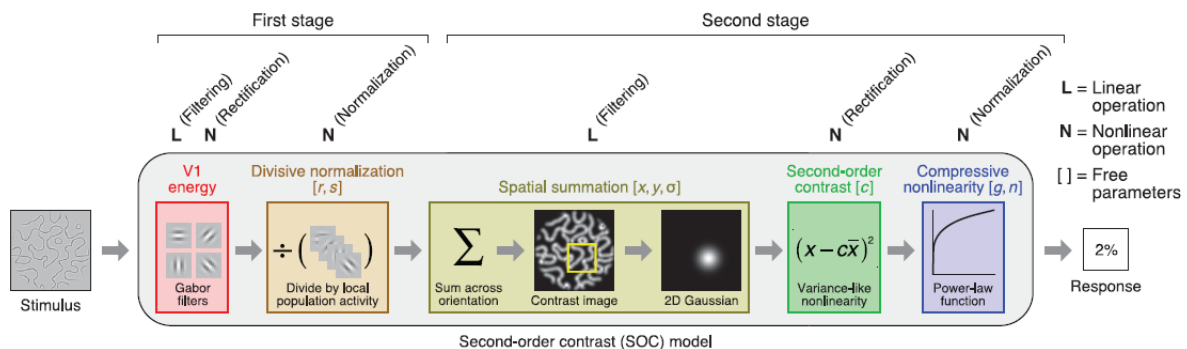 First stage
Second stage
L (Filtering)
N (Rectification)
N (Normalization)
L (Filtering)
N (Rectification)
N (Normalization)
L = Linear
operation
N = Nonlinear
operation
[ ] = Free
parameters
V1
energy
Divisive normalization
[r, s]
Spatial summation [x, y, σ]
Second-order
contrast [c]
Compressive
nonlinearity [g, n]
÷ ( )
Σ
(x − cx̄)²
2%
Stimulus
Gabor
filters
Divide by local
population activity
Sum across
orientation
Contrast image
2D Gaussian
Variance-like
nonlinearity
Power-law
function
Response
Second-order contrast (SOC) model